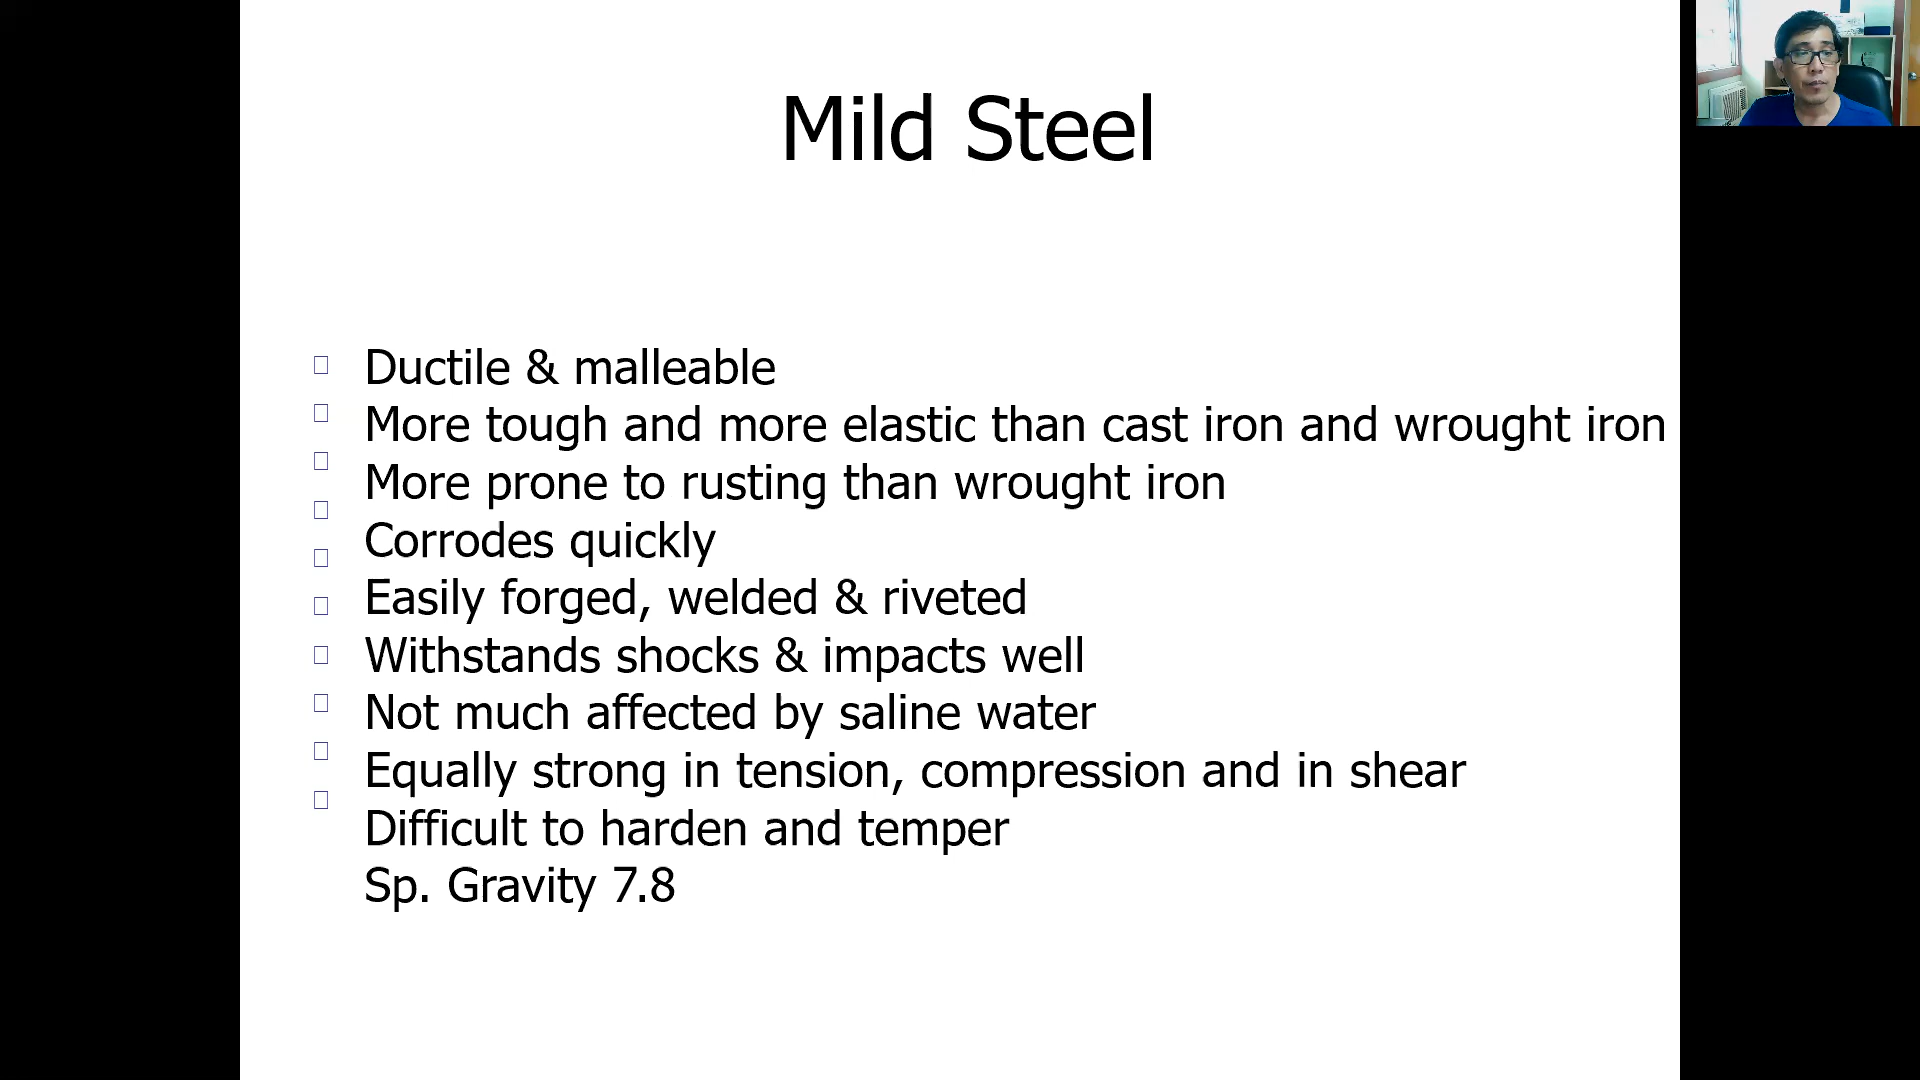 Mild Steel
Ductile & malleable
More tough and more elastic than cast iron and wrought iron
More prone to rusting than wrought iron
Corrodes quickly
Easily forged, welded & riveted
Withstands shocks & impacts well
Not much affected by saline water
Equally strong in tension, compression and in shear
Difficult to harden and temper
Sp. Gravity 7.8